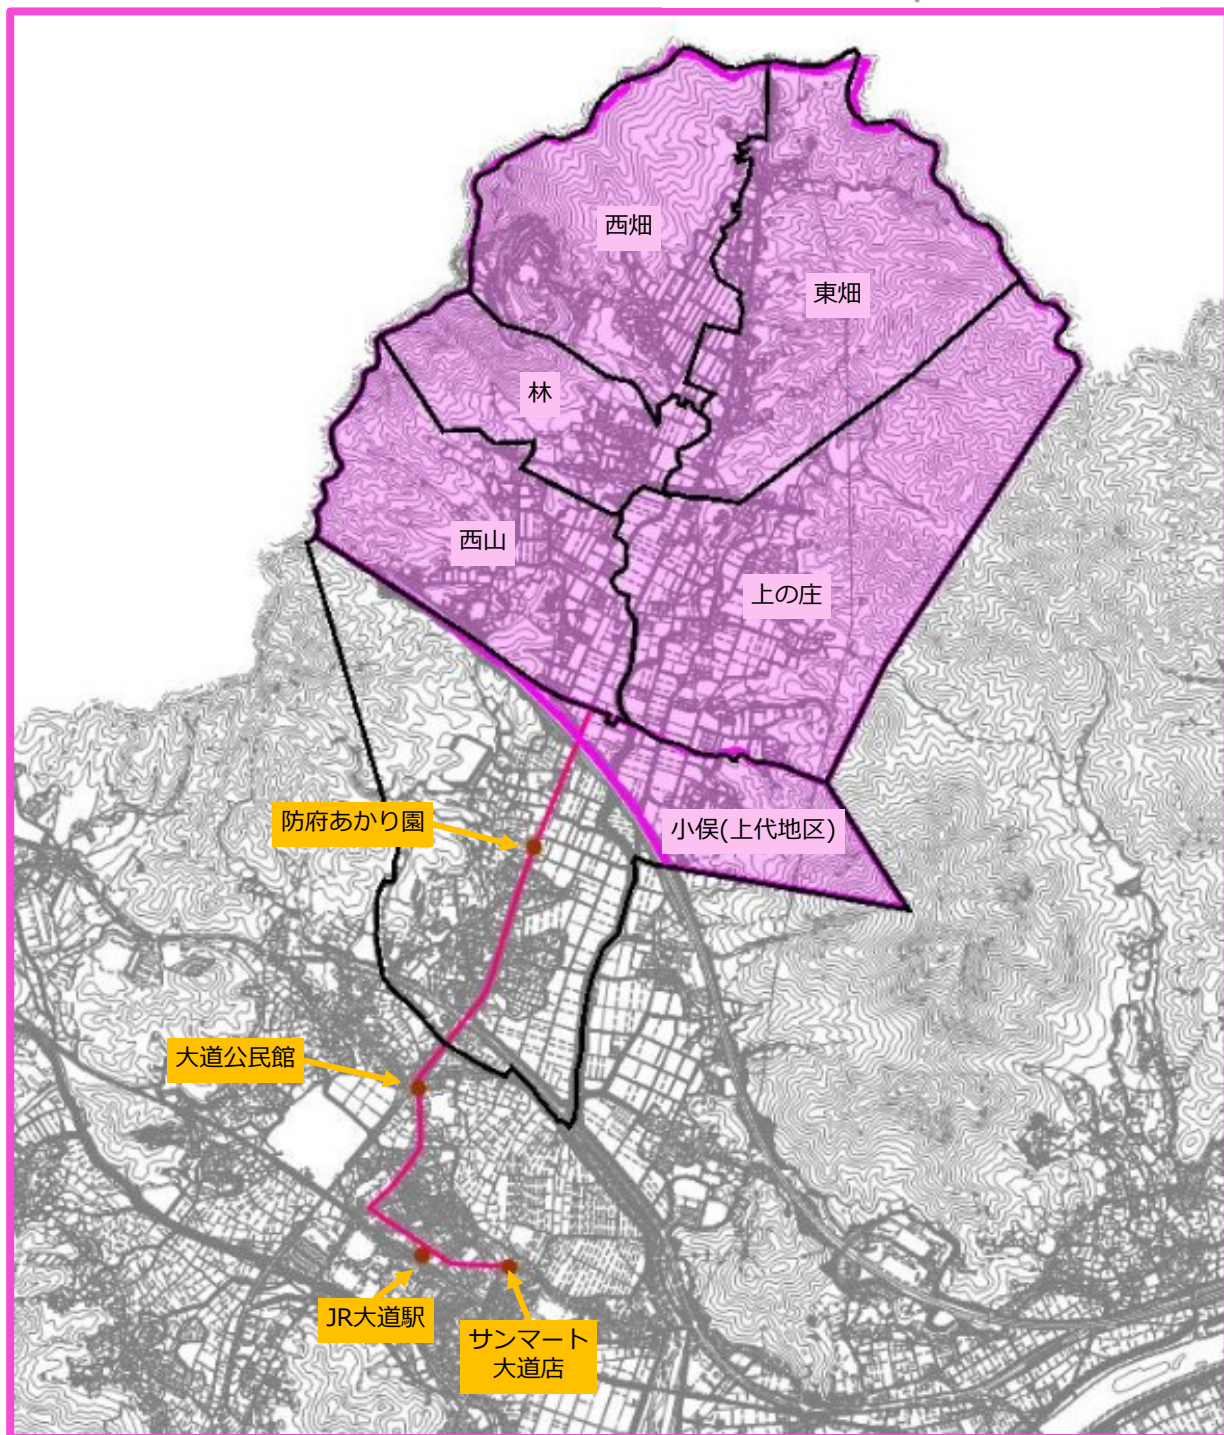 西畑
東畑
林
西山
上の庄
小俣(上代地区)
防府あかり園
大道公民館
JR大道駅
サンマート
大道店